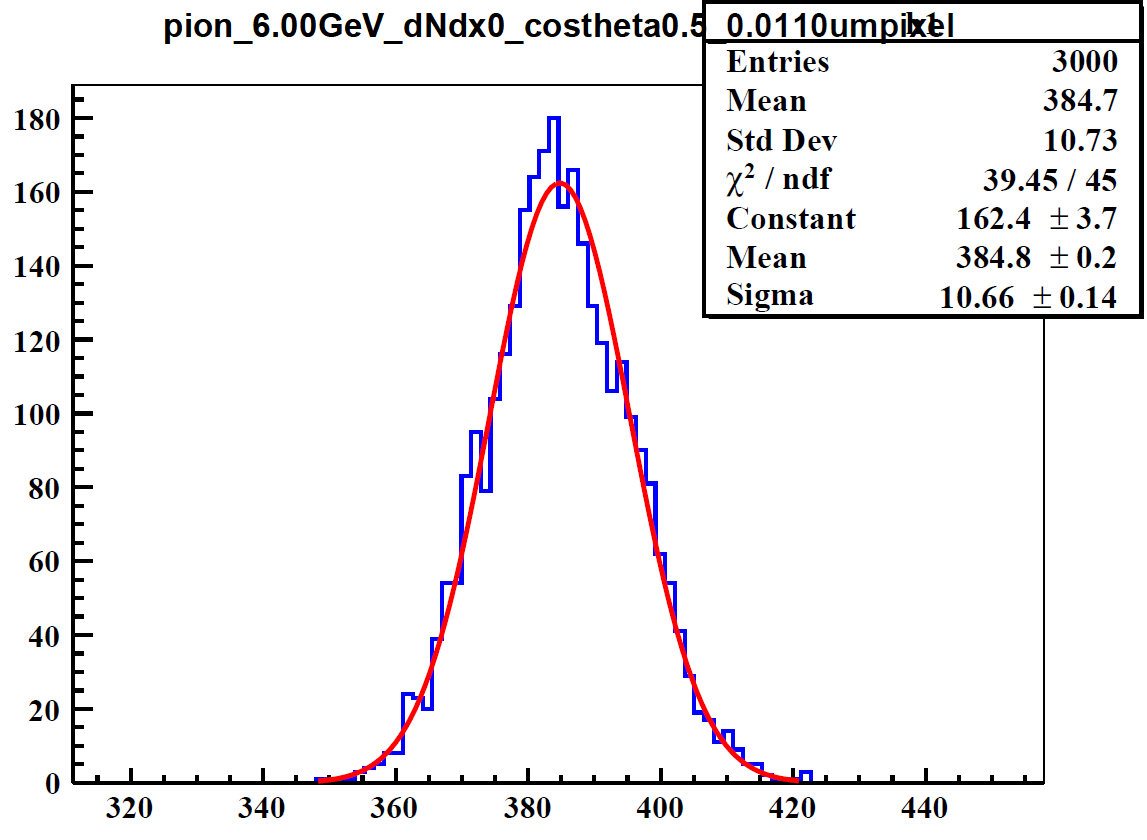 pion_6.00GeV_dNdx0_costheta0.5_0.0110umpixel
Entries 3000
Mean 384.7
Std Dev 10.73
χ² / ndf 39.45 / 45
Constant 162.4 ± 3.7
Mean 384.8 ± 0.2
Sigma 10.66 ± 0.14
180
160
140
120
100
80
60
40
20
0
320 340 360 380 400 420 440